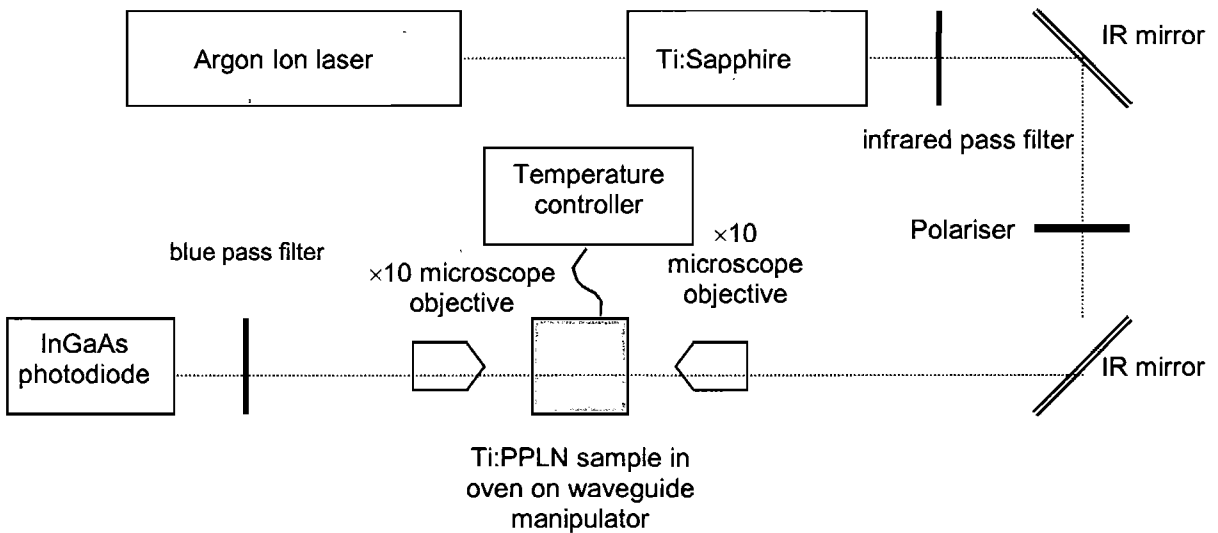 Argon Ion laser
Ti:Sapphire
IR mirror
infrared pass filter
Temperature
controller
Polariser
blue pass filter
×10 microscope
objective
×10
microscope
objective
InGaAs
photodiode
IR mirror
Ti:PPLN sample in
oven on waveguide
manipulator